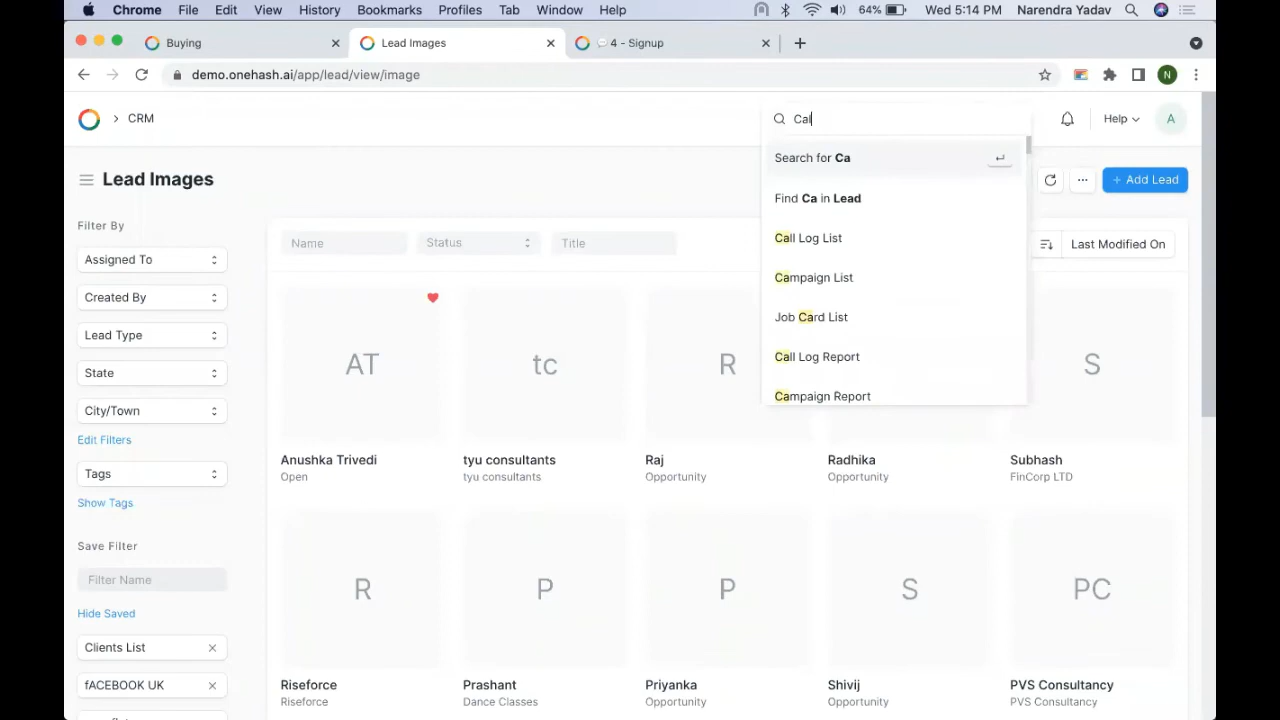 Chrome File Edit View History Bookmarks Profiles Tab Window Help 64% Wed 5:14 PM Narendra Yadav
Buying Lead Images 4 - Signup
demo.onehash.ai/app/lead/view/image N
CRM Cal Help A
Search for Ca
Lead Images Add Lead
Find Ca in Lead
Filter By
Call Log List
Name Status Title Last Modified On
Assigned To
Campaign List
Created By
Job Card List
Lead Type
Call Log Report
State
Campaign Report
City/Town
Edit Filters
Tags
Show Tags
AT tc R S
Anushka Trivedi tyu consultants Raj Radhika Subhash
Open tyu consultants Opportunity Opportunity FinCorp LTD
Save Filter
Filter Name
Hide Saved
Clients List
fACEBOOK UK
R P P S PC
Riseforce Prashant Priyanka Shivij PVS Consultancy
Riseforce Dance Classes Opportunity Opportunity PVS Consultancy